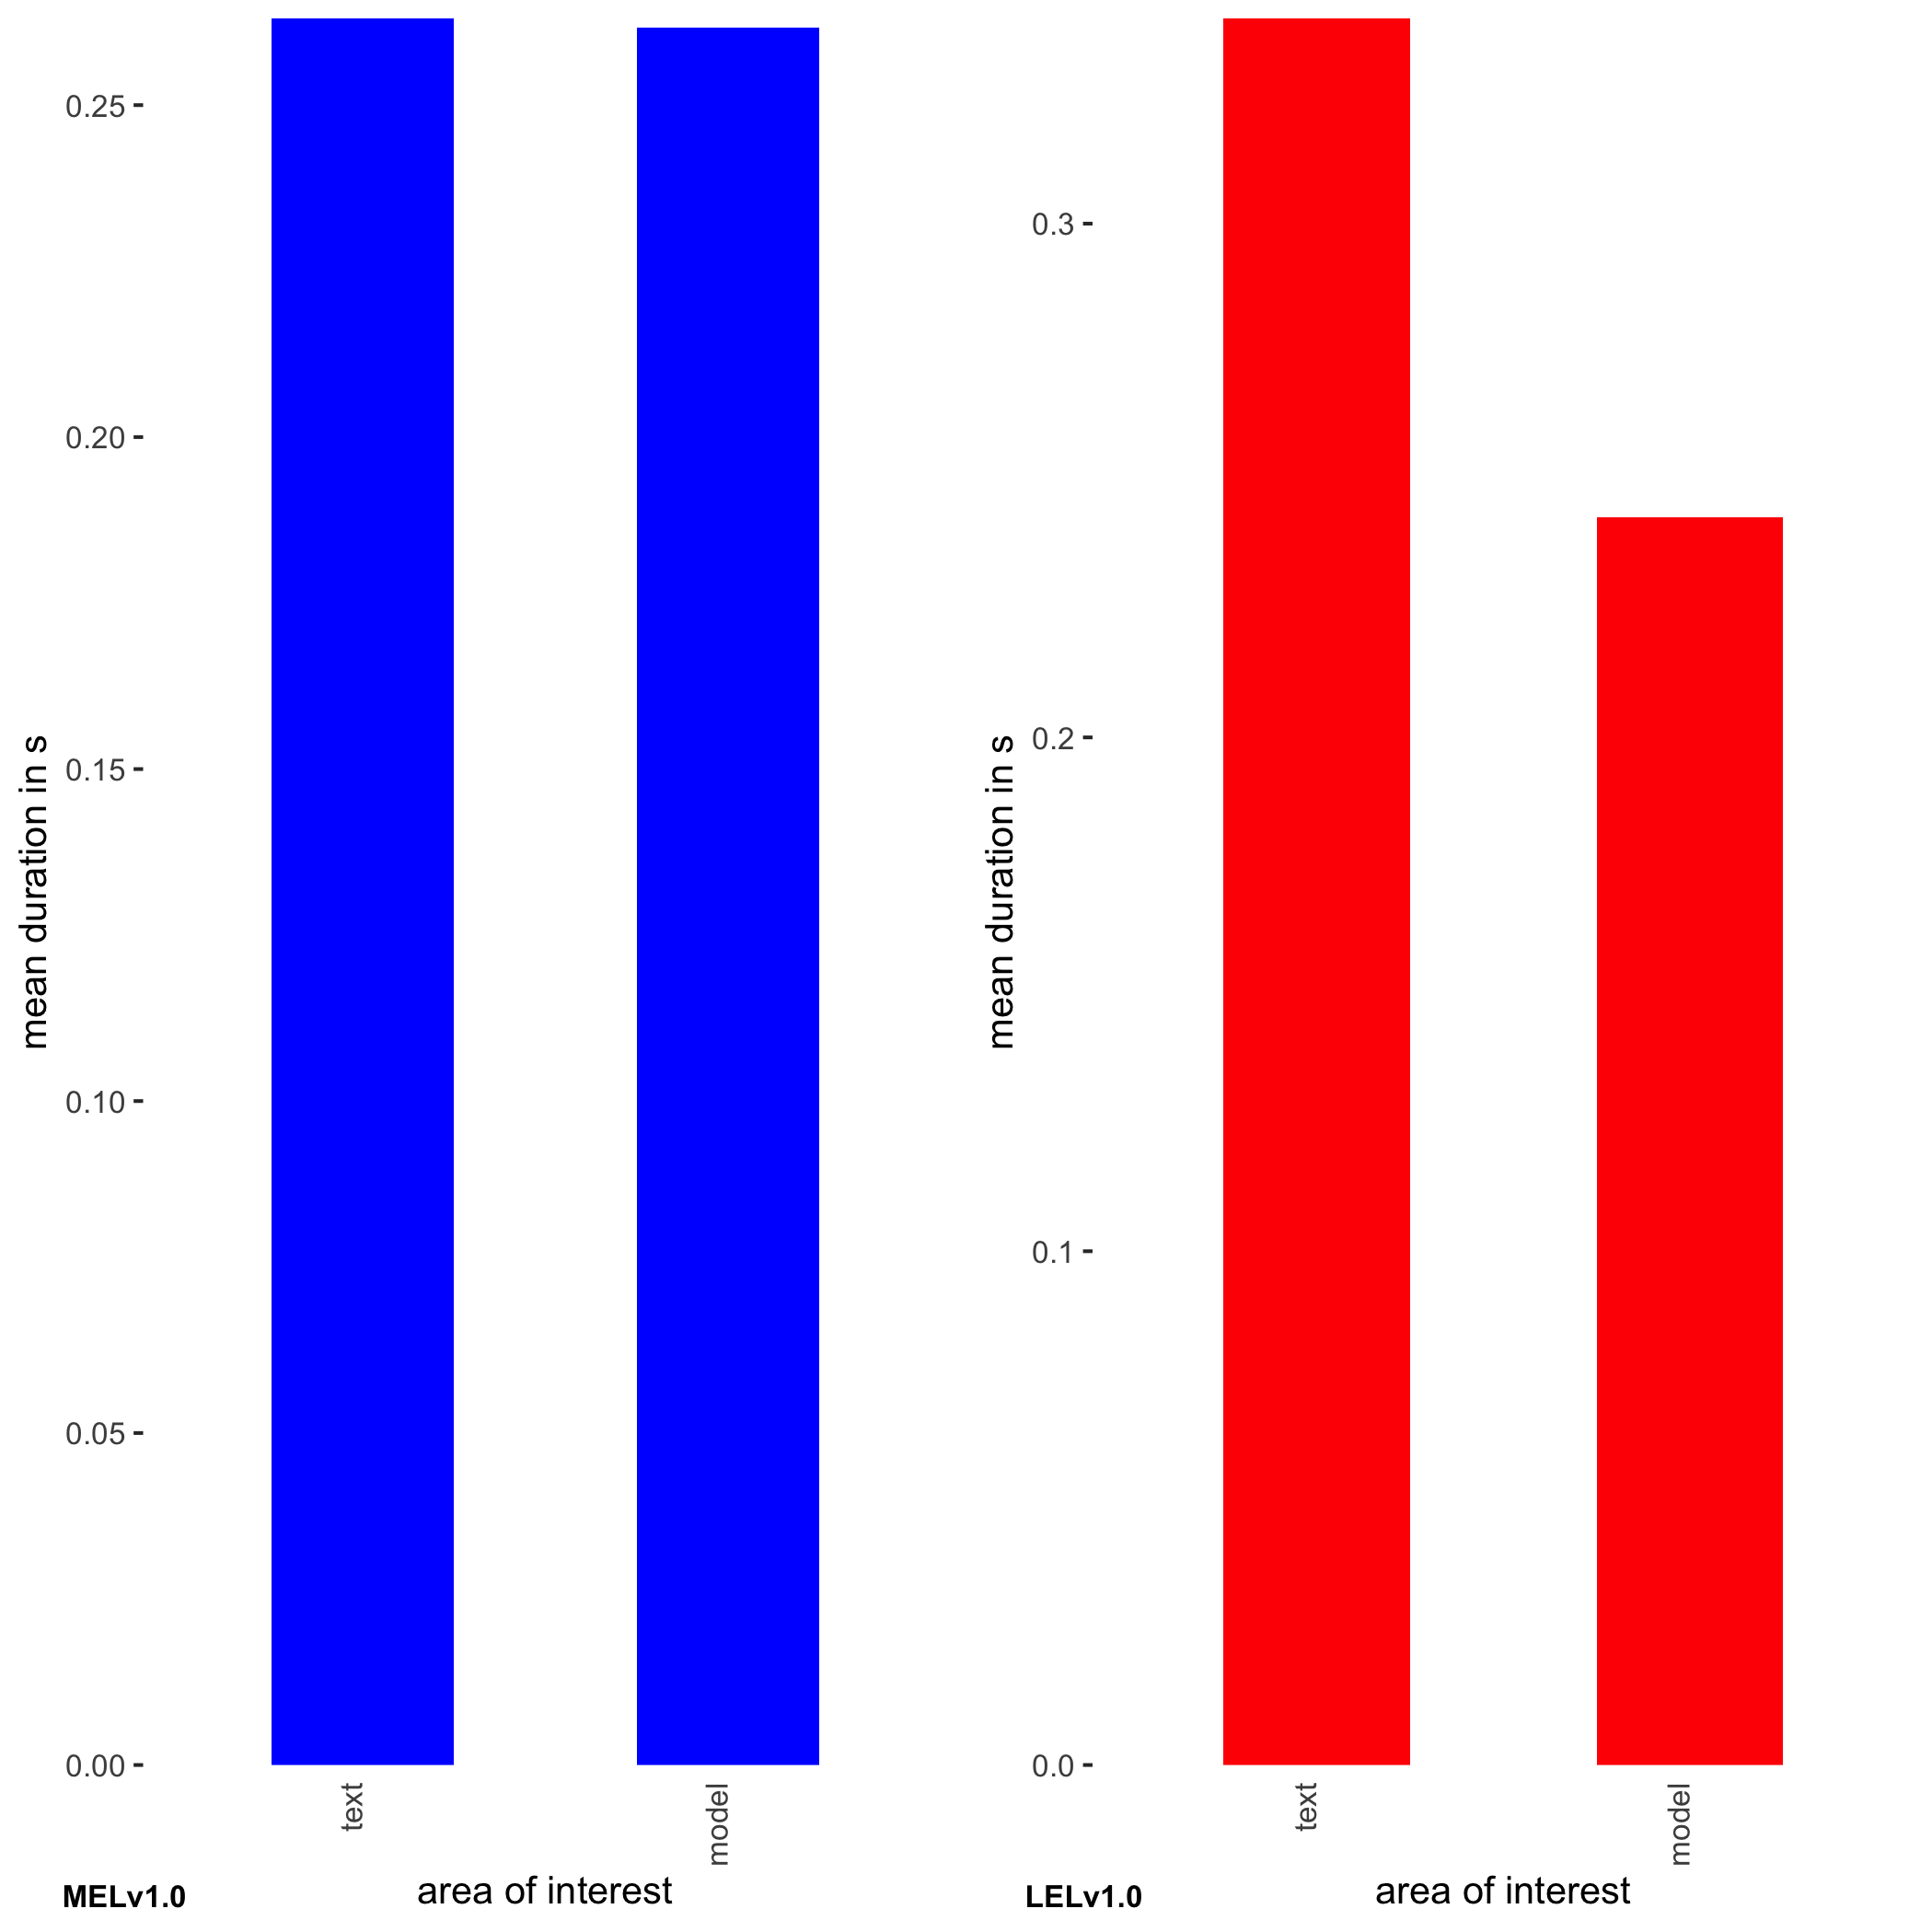 mean duration in s
0.25
0.20
0.15
0.10
0.05
0.00
text
model
area of interest
MELv1.0
mean duration in s
0.3
0.2
0.1
0.0
text
model
area of interest
LELv1.0